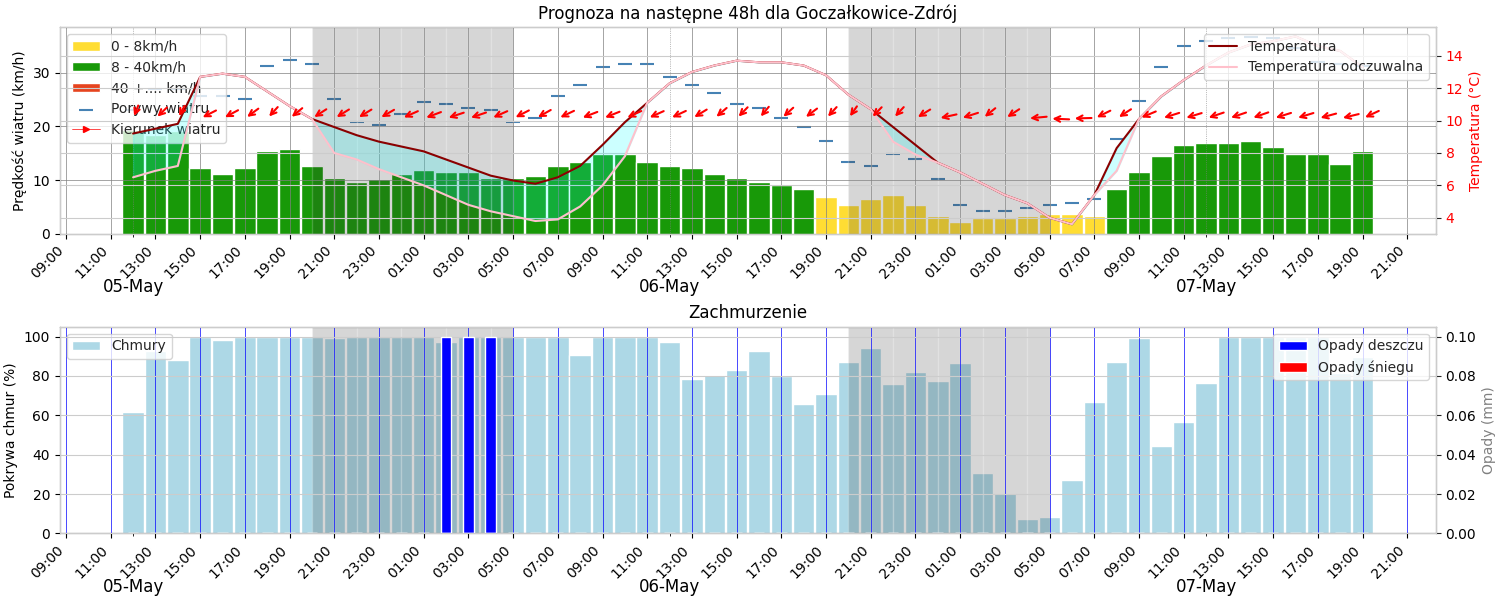 Prognoza na następne 48h dla Goczałkowice-Zdrój
0 - 8km/h
8 - 40km/h
40 + .... km/h
Porywy wiatru
Kierunek wiatru
Temperatura
Temperatura odczuwalna
Prędkość wiatru (km/h)
30
20
10
0
Temperatura (°C)
14
12
10
8
6
4
09:00 11:00 13:00 15:00 17:00 19:00 21:00 23:00 01:00 03:00 05:00 07:00 09:00 11:00 13:00 15:00 17:00 19:00 21:00 23:00 01:00 03:00 05:00 07:00 09:00 11:00 13:00 15:00 17:00 19:00 21:00
05-May 06-May 07-May
Zachmurzenie
Chmury
Opady deszczu
Opady śniegu
Pokrywa chmur (%)
100
80
60
40
20
0
Opady (mm)
0.10
0.08
0.06
0.04
0.02
0.00
09:00 11:00 13:00 15:00 17:00 19:00 21:00 23:00 01:00 03:00 05:00 07:00 09:00 11:00 13:00 15:00 17:00 19:00 21:00 23:00 01:00 03:00 05:00 07:00 09:00 11:00 13:00 15:00 17:00 19:00 21:00
05-May 06-May 07-May